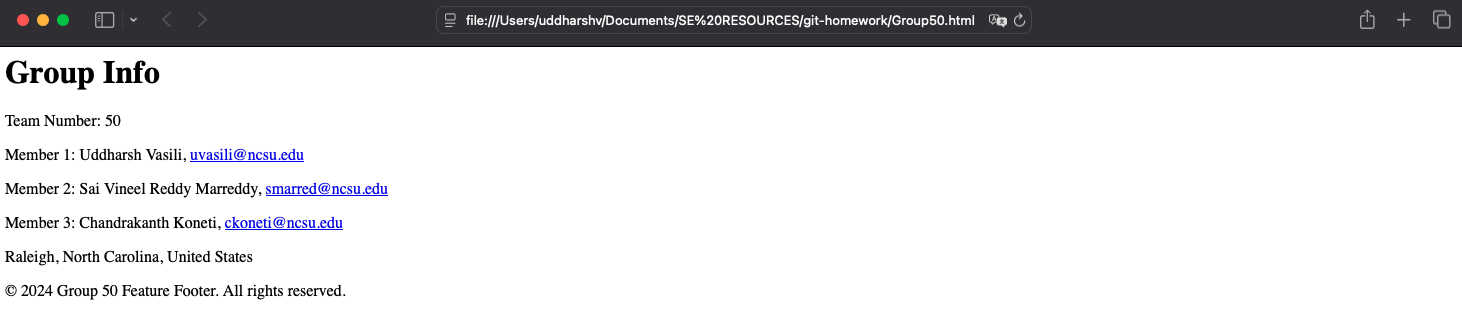 file:///Users/uddharshv/Documents/SE%20RESOURCES/git-homework/Group50.html
Group Info
Team Number: 50
Member 1: Uddharsh Vasili, uvasili@ncsu.edu
Member 2: Sai Vineel Reddy Marreddy, smarred@ncsu.edu
Member 3: Chandrakanth Koneti, ckoneti@ncsu.edu
Raleigh, North Carolina, United States
© 2024 Group 50 Feature Footer. All rights reserved.